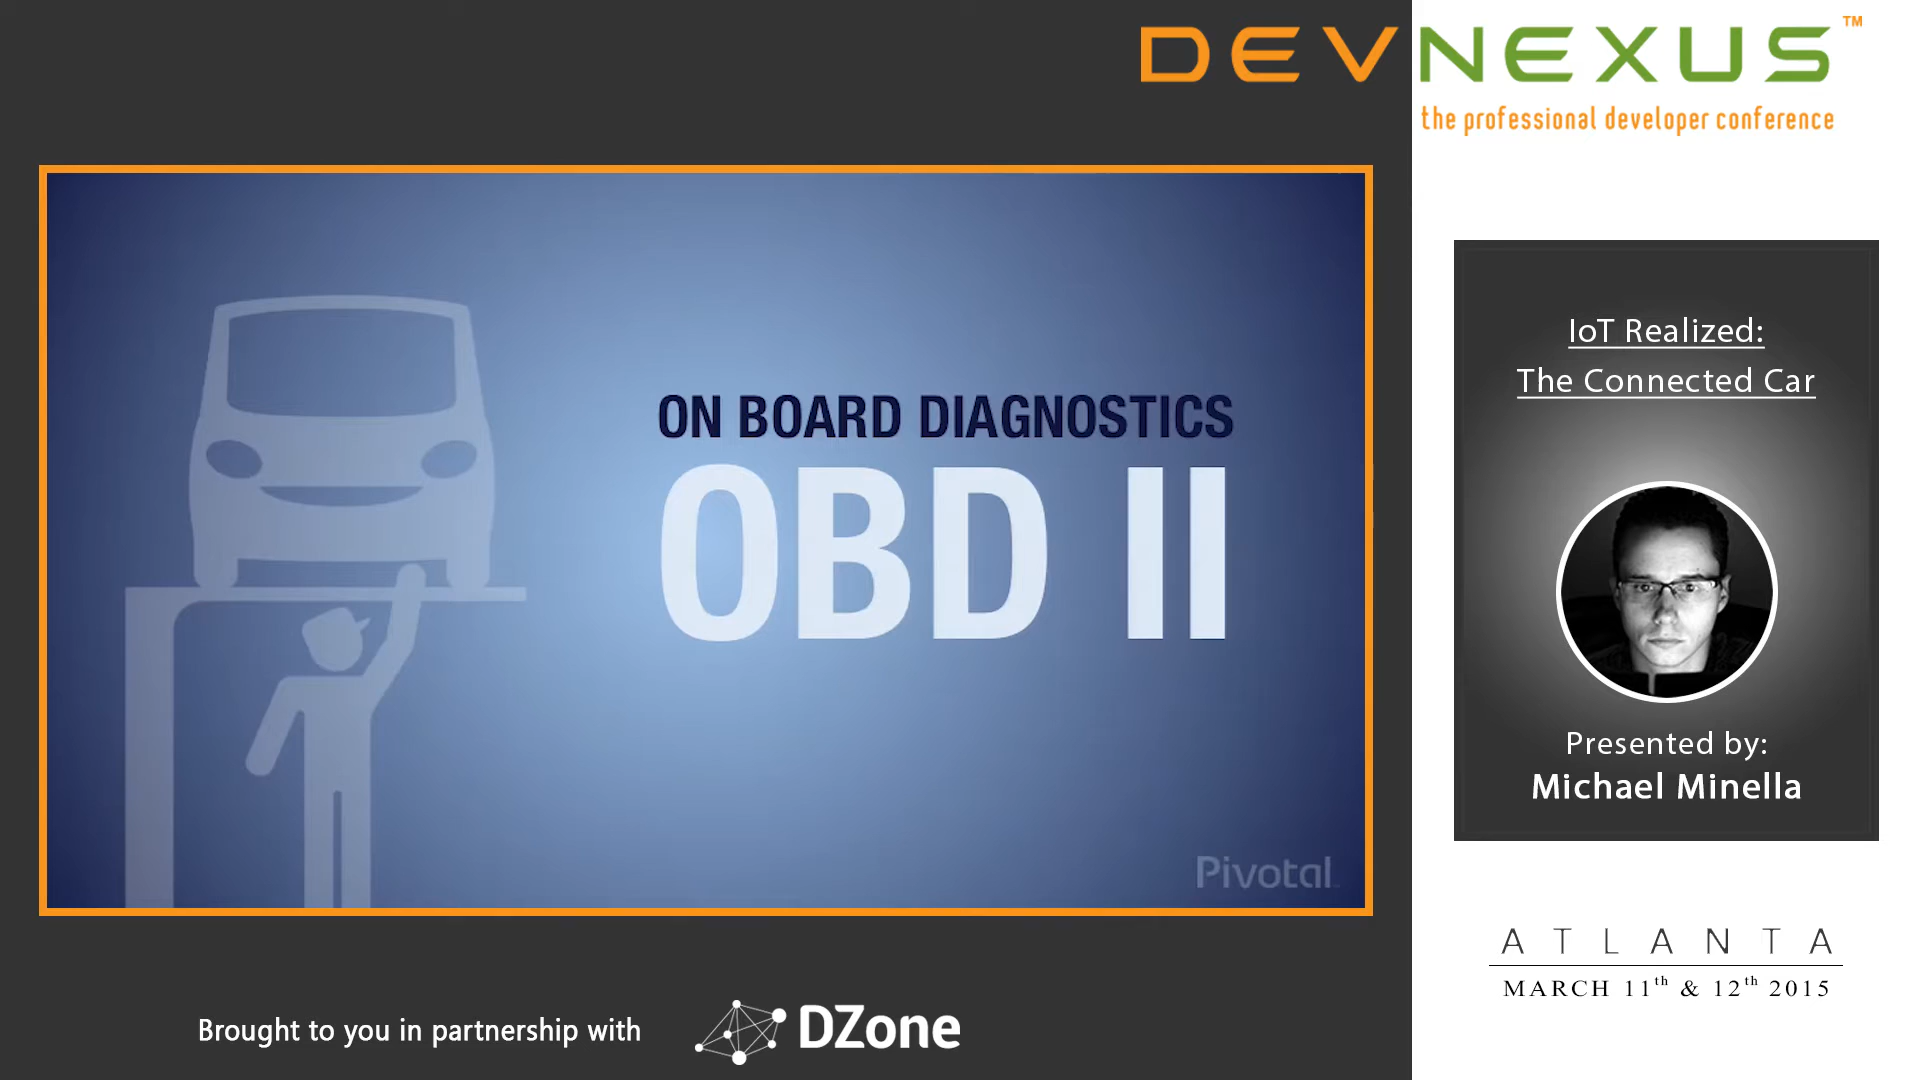 DEVNEXUS™
the professional developer conference
ON BOARD DIAGNOSTICS
OBD II
Pivotal
IoT Realized:
The Connected Car
Presented by:
Michael Minella
ATLANTA
MARCH 11th & 12th 2015
Brought to you in partnership with
DZone